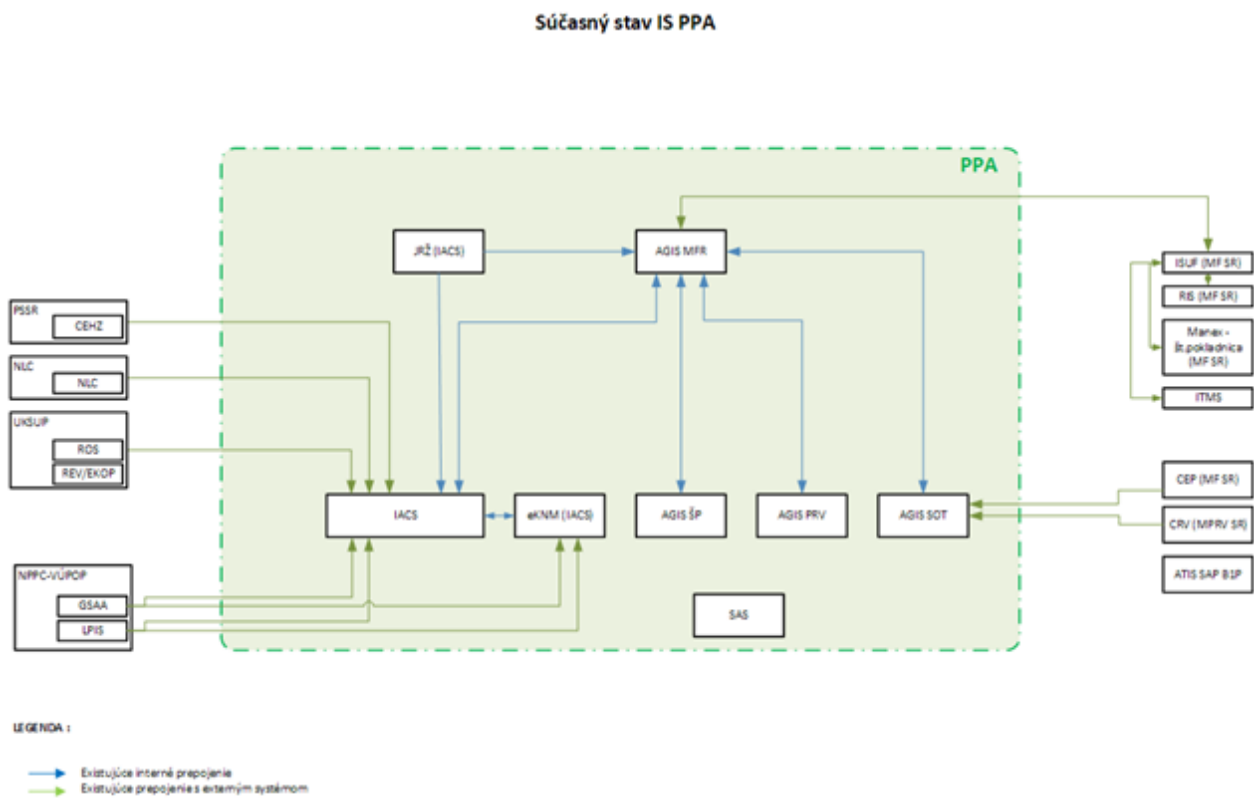 Súčasný stav IS PPA
PPA
JRŽ (IACS)
AGIS MFR
ISUF (MF SR)
RIS (MF SR)
Manex -
Št.pokladnica
(MF SR)
ITMS
PSSR
CEHZ
NLC
NLC
UKSUP
ROS
REV/EKOP
IACS
eKNM (IACS)
AGIS ŠP
AGIS PRV
AGIS SOT
CEP (MF SR)
CRV (MPRV SR)
ATIS SAP B1P
NPPC-VÚPOP
GSAA
LPIS
SAS
LEGENDA :
Existujúce interné prepojenie
Existujúce prepojenie s externým systémom